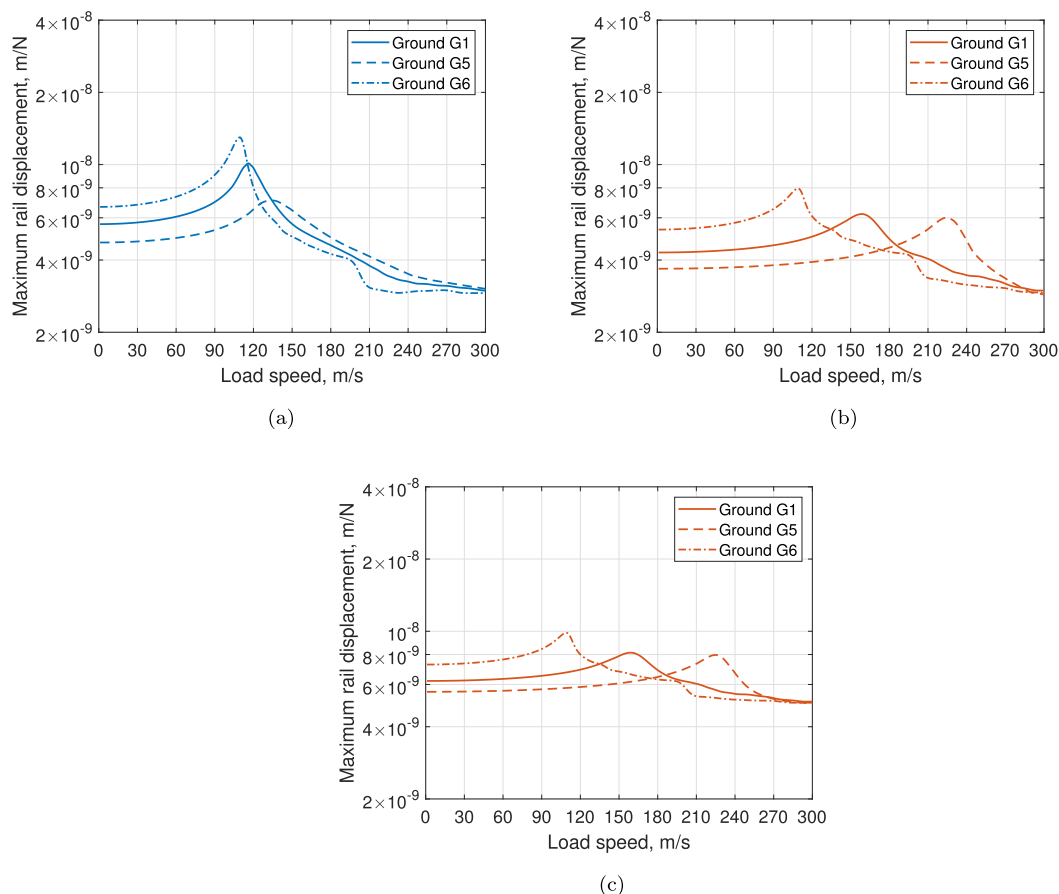 Maximum rail displacement, m/N
4×10⁻⁸
2×10⁻⁸
10⁻⁸
8×10⁻⁹
6×10⁻⁹
4×10⁻⁹
2×10⁻⁹
Ground G1
Ground G5
Ground G6
0 30 60 90 120 150 180 210 240 270 300
Load speed, m/s
(a)
Maximum rail displacement, m/N
4×10⁻⁸
2×10⁻⁸
10⁻⁸
8×10⁻⁹
6×10⁻⁹
4×10⁻⁹
2×10⁻⁹
Ground G1
Ground G5
Ground G6
0 30 60 90 120 150 180 210 240 270 300
Load speed, m/s
(b)
Maximum rail displacement, m/N
4×10⁻⁸
2×10⁻⁸
10⁻⁸
8×10⁻⁹
6×10⁻⁹
4×10⁻⁹
2×10⁻⁹
Ground G1
Ground G5
Ground G6
0 30 60 90 120 150 180 210 240 270 300
Load speed, m/s
(c)